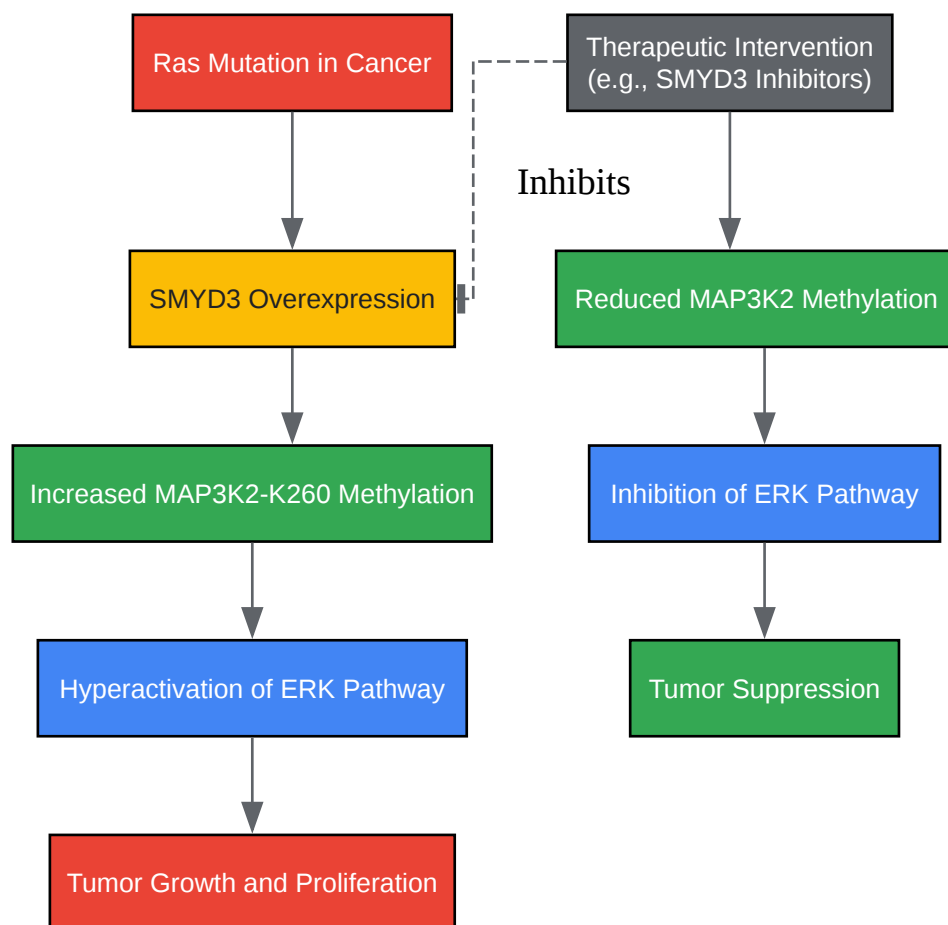 Ras Mutation in Cancer
Therapeutic Intervention
(e.g., SMYD3 Inhibitors)
Inhibits
SMYD3 Overexpression
Reduced MAP3K2 Methylation
Increased MAP3K2-K260 Methylation
Inhibition of ERK Pathway
Hyperactivation of ERK Pathway
Tumor Suppression
Tumor Growth and Proliferation